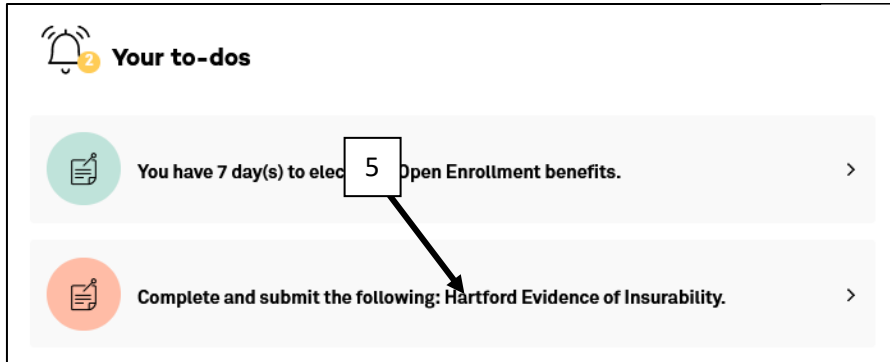 2
Your to-dos
You have 7 day(s) to elec Open Enrollment benefits.
5
Complete and submit the following: Hartford Evidence of Insurability.